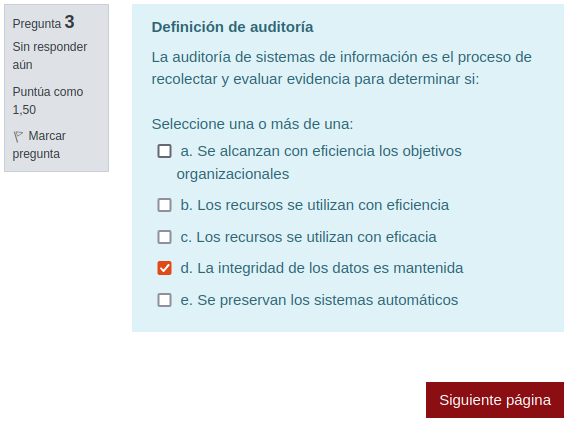 Pregunta 3
Sin responder
aún
Puntúa como
1,50
Marcar
pregunta
Definición de auditoría
La auditoría de sistemas de información es el proceso de
recolectar y evaluar evidencia para determinar si:
Seleccione una o más de una:
a. Se alcanzan con eficiencia los objetivos
organizacionales
b. Los recursos se utilizan con eficiencia
c. Los recursos se utilizan con eficacia
d. La integridad de los datos es mantenida
e. Se preservan los sistemas automáticos
Siguiente página